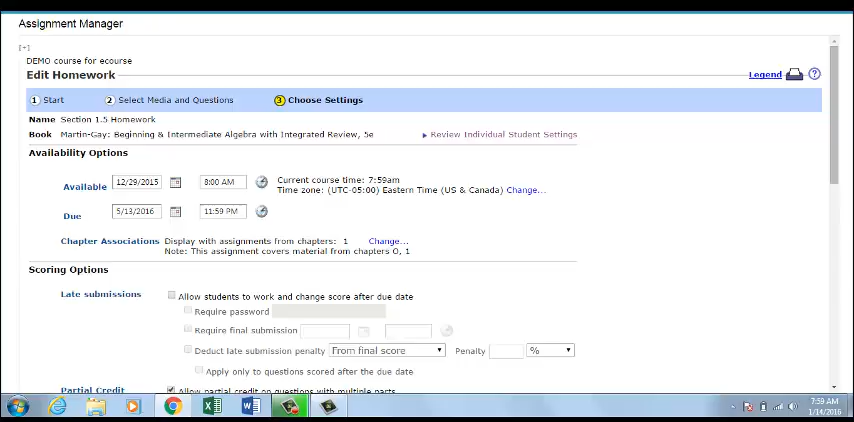 Assignment Manager
[+]
DEMO course for ecourse
Edit Homework
Legend
?
1 Start 2 Select Media and Questions 3 Choose Settings
Name Section 1.5 Homework
Book Martin-Gay: Beginning & Intermediate Algebra with Integrated Review, 5e Review Individual Student Settings
Availability Options
Available 12/29/2015 8:00 AM Current course time: 7:59am
Time zone: (UTC-05:00) Eastern Time (US & Canada) Change...
Due 5/13/2016 11:59 PM
Chapter Associations Display with assignments from chapters: 1 Change...
Note: This assignment covers material from chapters O, 1
Scoring Options
Late submissions Allow students to work and change score after due date
Require password
Require final submission
Deduct late submission penalty From final score Penalty %
Apply only to questions scored after the due date
Partial Credit Allow partial credit on questions with multiple parts
7:59 AM
1/14/2016